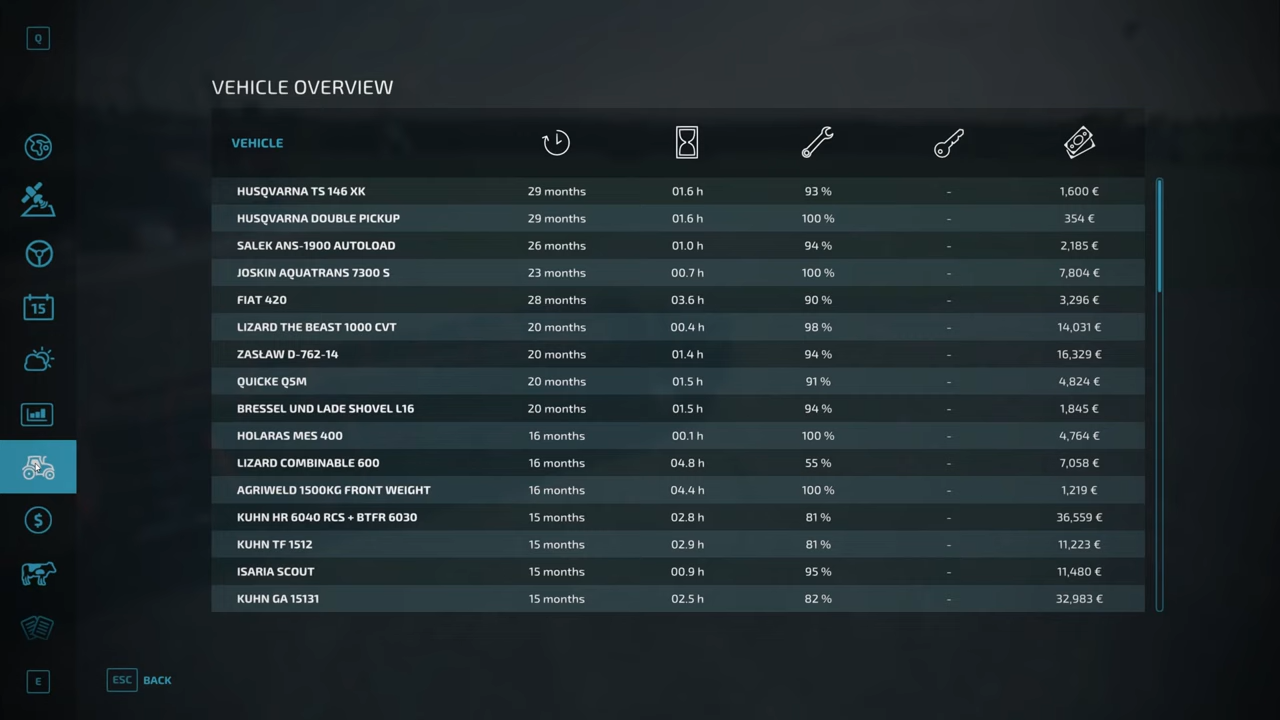 Q
VEHICLE OVERVIEW
VEHICLE
HUSQVARNA TS 146 XK 29 months 01.6 h 93 % - 1,600 €
HUSQVARNA DOUBLE PICKUP 29 months 01.6 h 100 % - 354 €
SALEK ANS-1900 AUTOLOAD 26 months 01.0 h 94 % - 2,185 €
JOSKIN AQUATRANS 7300 S 23 months 00.7 h 100 % - 7,804 €
FIAT 420 28 months 03.6 h 90 % - 3,296 €
LIZARD THE BEAST 1000 CVT 20 months 00.4 h 98 % - 14,031 €
ZASŁAW D-762-14 20 months 01.4 h 94 % - 16,329 €
QUICKE Q5M 20 months 01.5 h 91 % - 4,824 €
BRESSEL UND LADE SHOVEL L16 20 months 01.5 h 94 % - 1,845 €
HOLARAS MES 400 16 months 00.1 h 100 % - 4,764 €
LIZARD COMBINABLE 600 16 months 04.8 h 55 % - 7,058 €
AGRIWELD 1500KG FRONT WEIGHT 16 months 04.4 h 100 % - 1,219 €
KUHN HR 6040 RCS + BTFR 6030 15 months 02.8 h 81 % - 36,559 €
KUHN TF 1512 15 months 02.9 h 81 % - 11,223 €
ISARIA SCOUT 15 months 00.9 h 95 % - 11,480 €
KUHN GA 15131 15 months 02.5 h 82 % - 32,983 €
15
$
E
ESC BACK